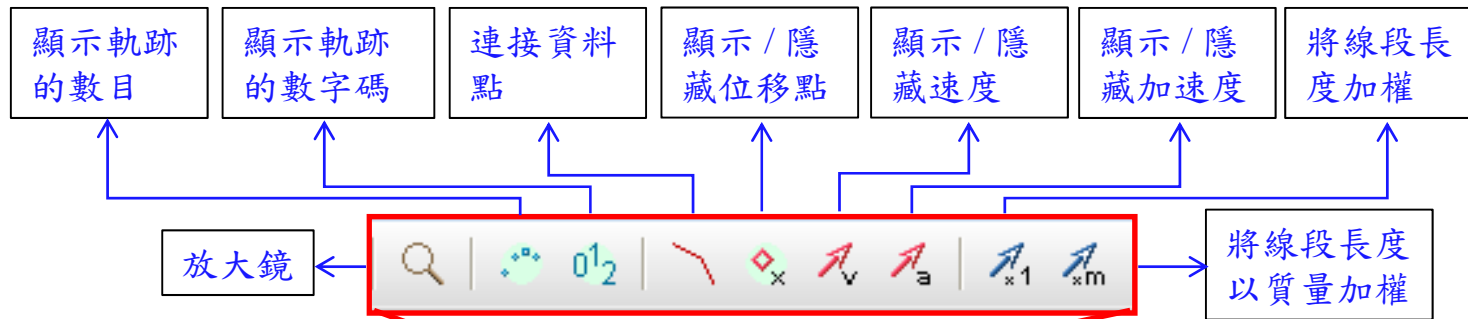 顯示軌跡
的數目
顯示軌跡
的數字碼
連接資料
點
顯示/隱
藏位移點
顯示/隱
藏速度
顯示/隱
藏加速度
將線段長
度加權
放大鏡
012
x
v
a
x1
xm
將線段長度
以質量加權